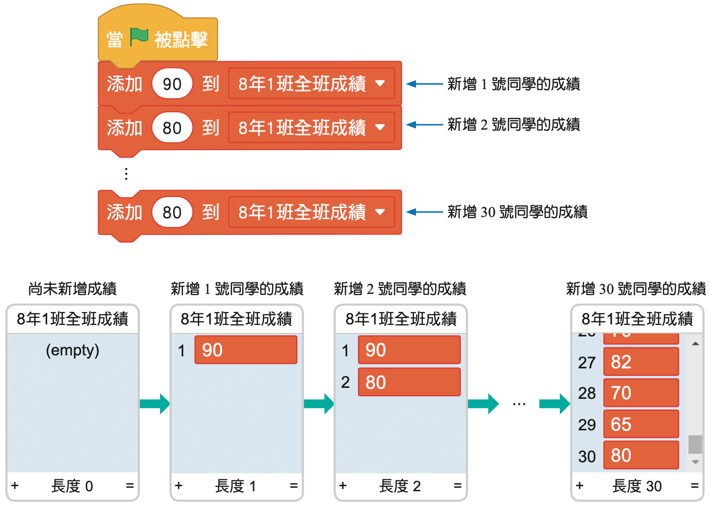 當 被點擊
添加 90 到 8年1班全班成績
新增 1 號同學的成績
添加 80 到 8年1班全班成績
新增 2 號同學的成績
⋮
添加 80 到 8年1班全班成績
新增 30 號同學的成績
尚未新增成績
8年1班全班成績
(empty)
+ 長度 0 =
新增 1 號同學的成績
8年1班全班成績
1 90
+ 長度 1 =
新增 2 號同學的成績
8年1班全班成績
1 90
2 80
+ 長度 2 =
…
新增 30 號同學的成績
8年1班全班成績
27 82
28 70
29 65
30 80
+ 長度 30 =